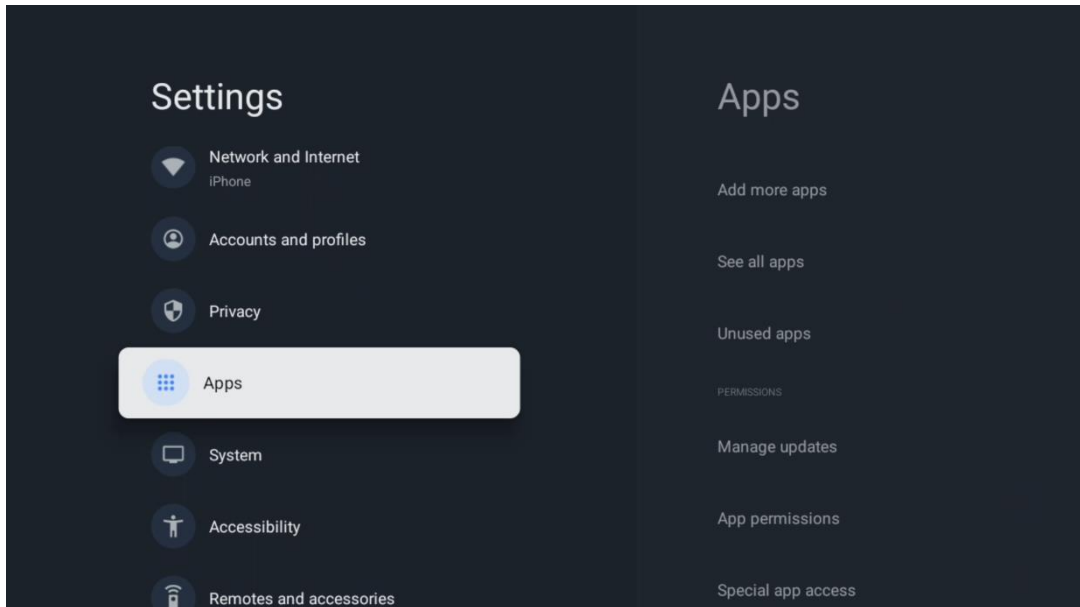 Settings
Network and Internet
iPhone
Accounts and profiles
Privacy
Apps
System
Accessibility
Remotes and accessories
Apps
Add more apps
See all apps
Unused apps
PERMISSIONS
Manage updates
App permissions
Special app access